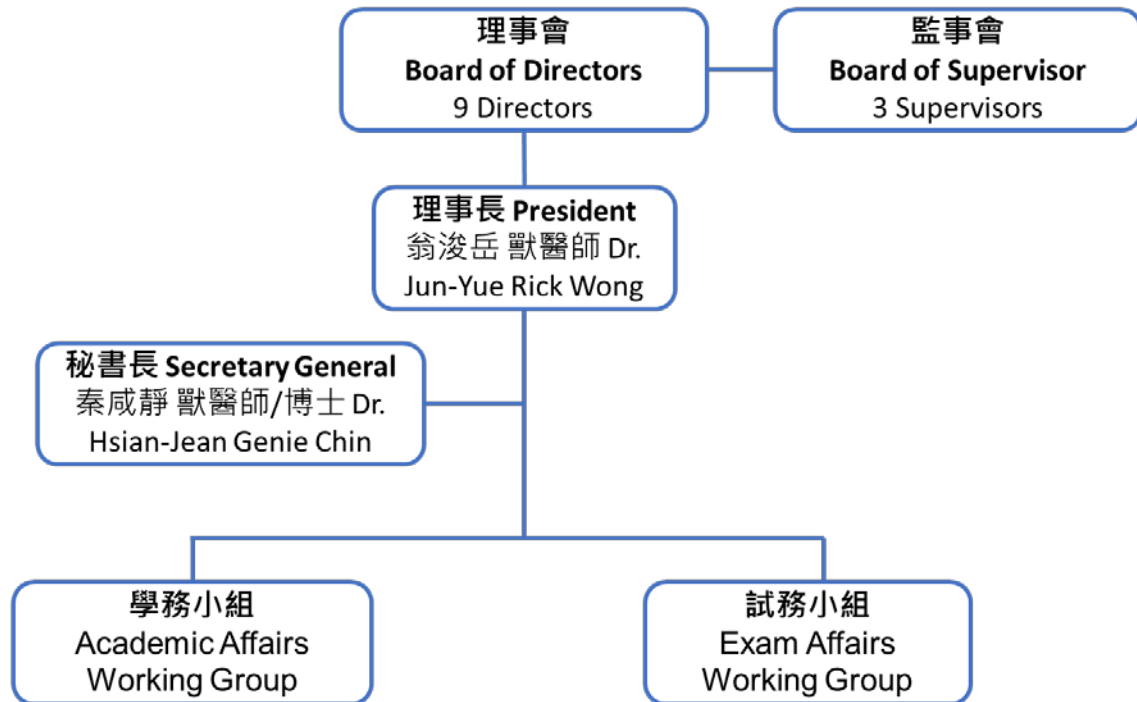 理事會
Board of Directors
9 Directors
監事會
Board of Supervisor
3 Supervisors
理事長 President
翁浚岳 獸醫師 Dr.
Jun-Yue Rick Wong
秘書長 Secretary General
秦咸靜 獸醫師/博士 Dr.
Hsian-Jean Genie Chin
學務小組
Academic Affairs
Working Group
試務小組
Exam Affairs
Working Group